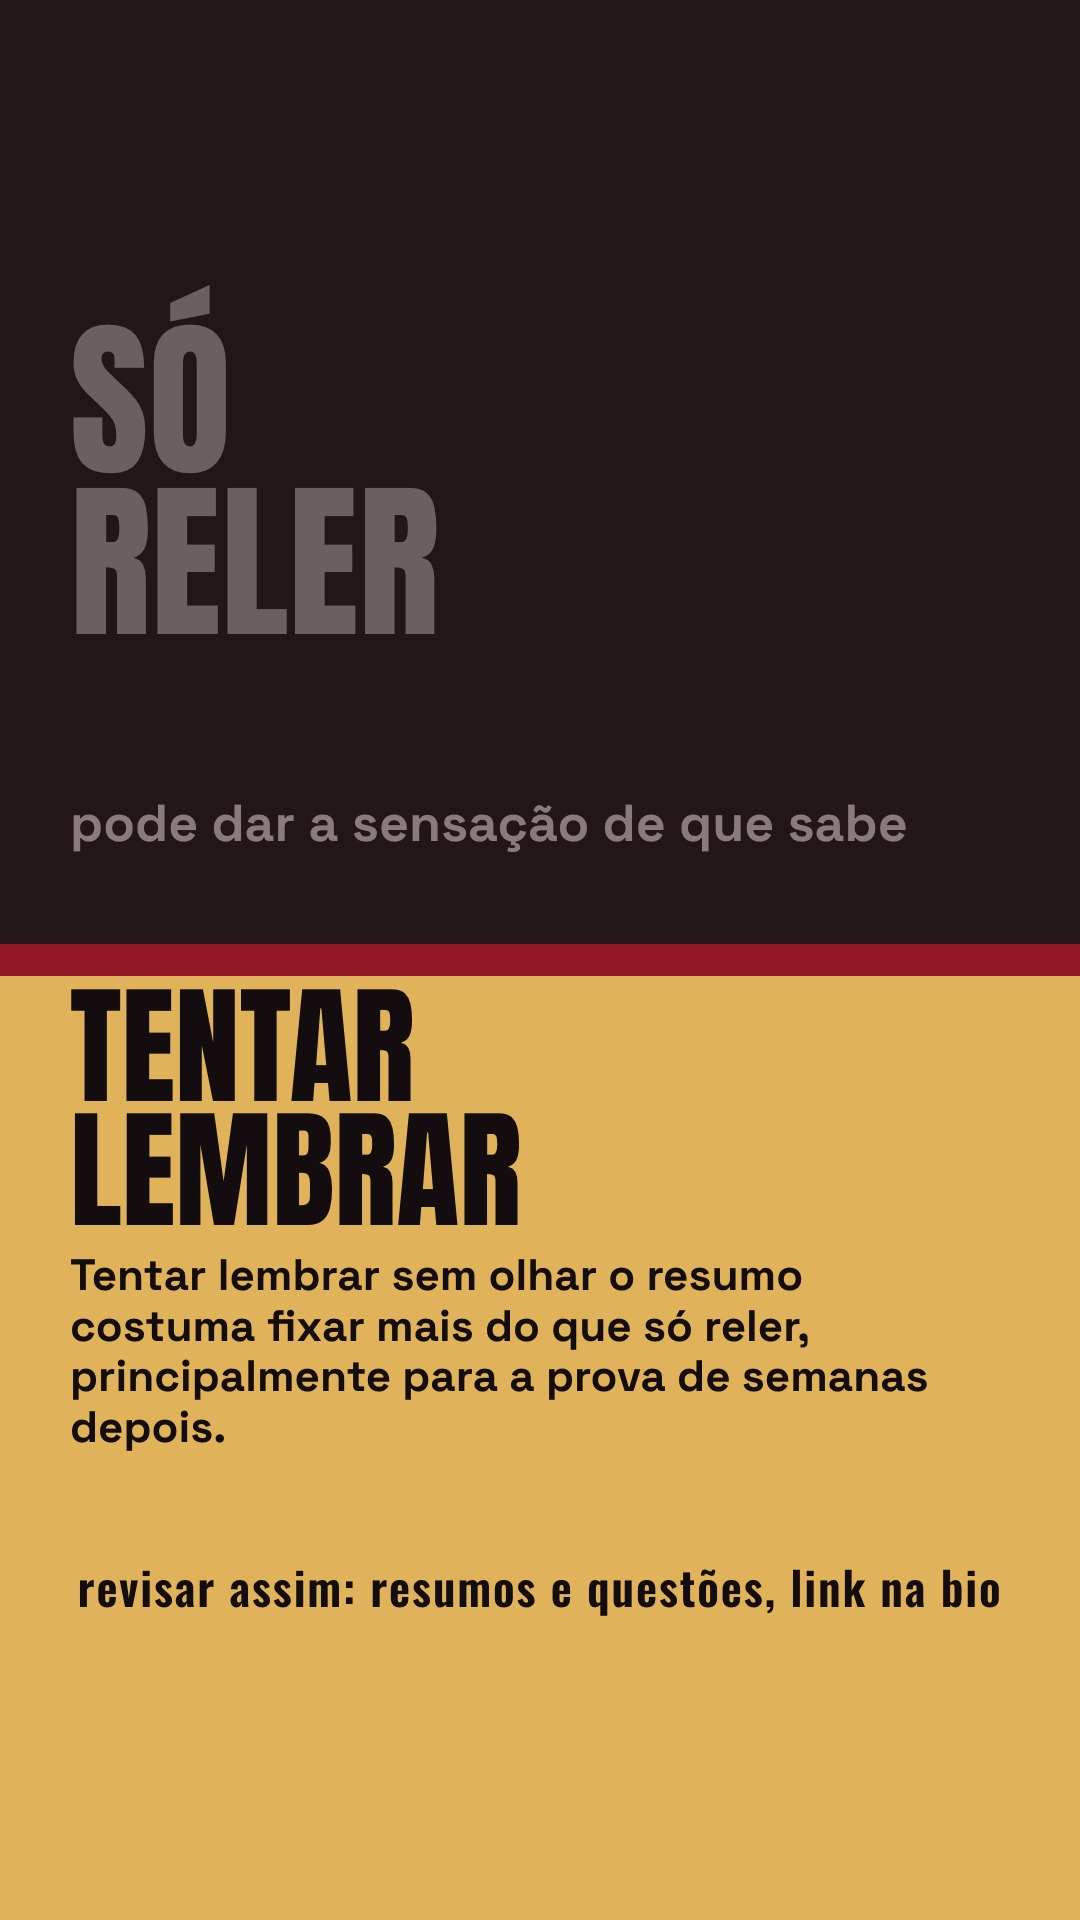 SÓ
RELER
pode dar a sensação de que sabe
TENTAR
LEMBRAR
Tentar lembrar sem olhar o resumo
costuma fixar mais do que só reler,
principalmente para a prova de semanas
depois.
revisar assim: resumos e questões, link na bio